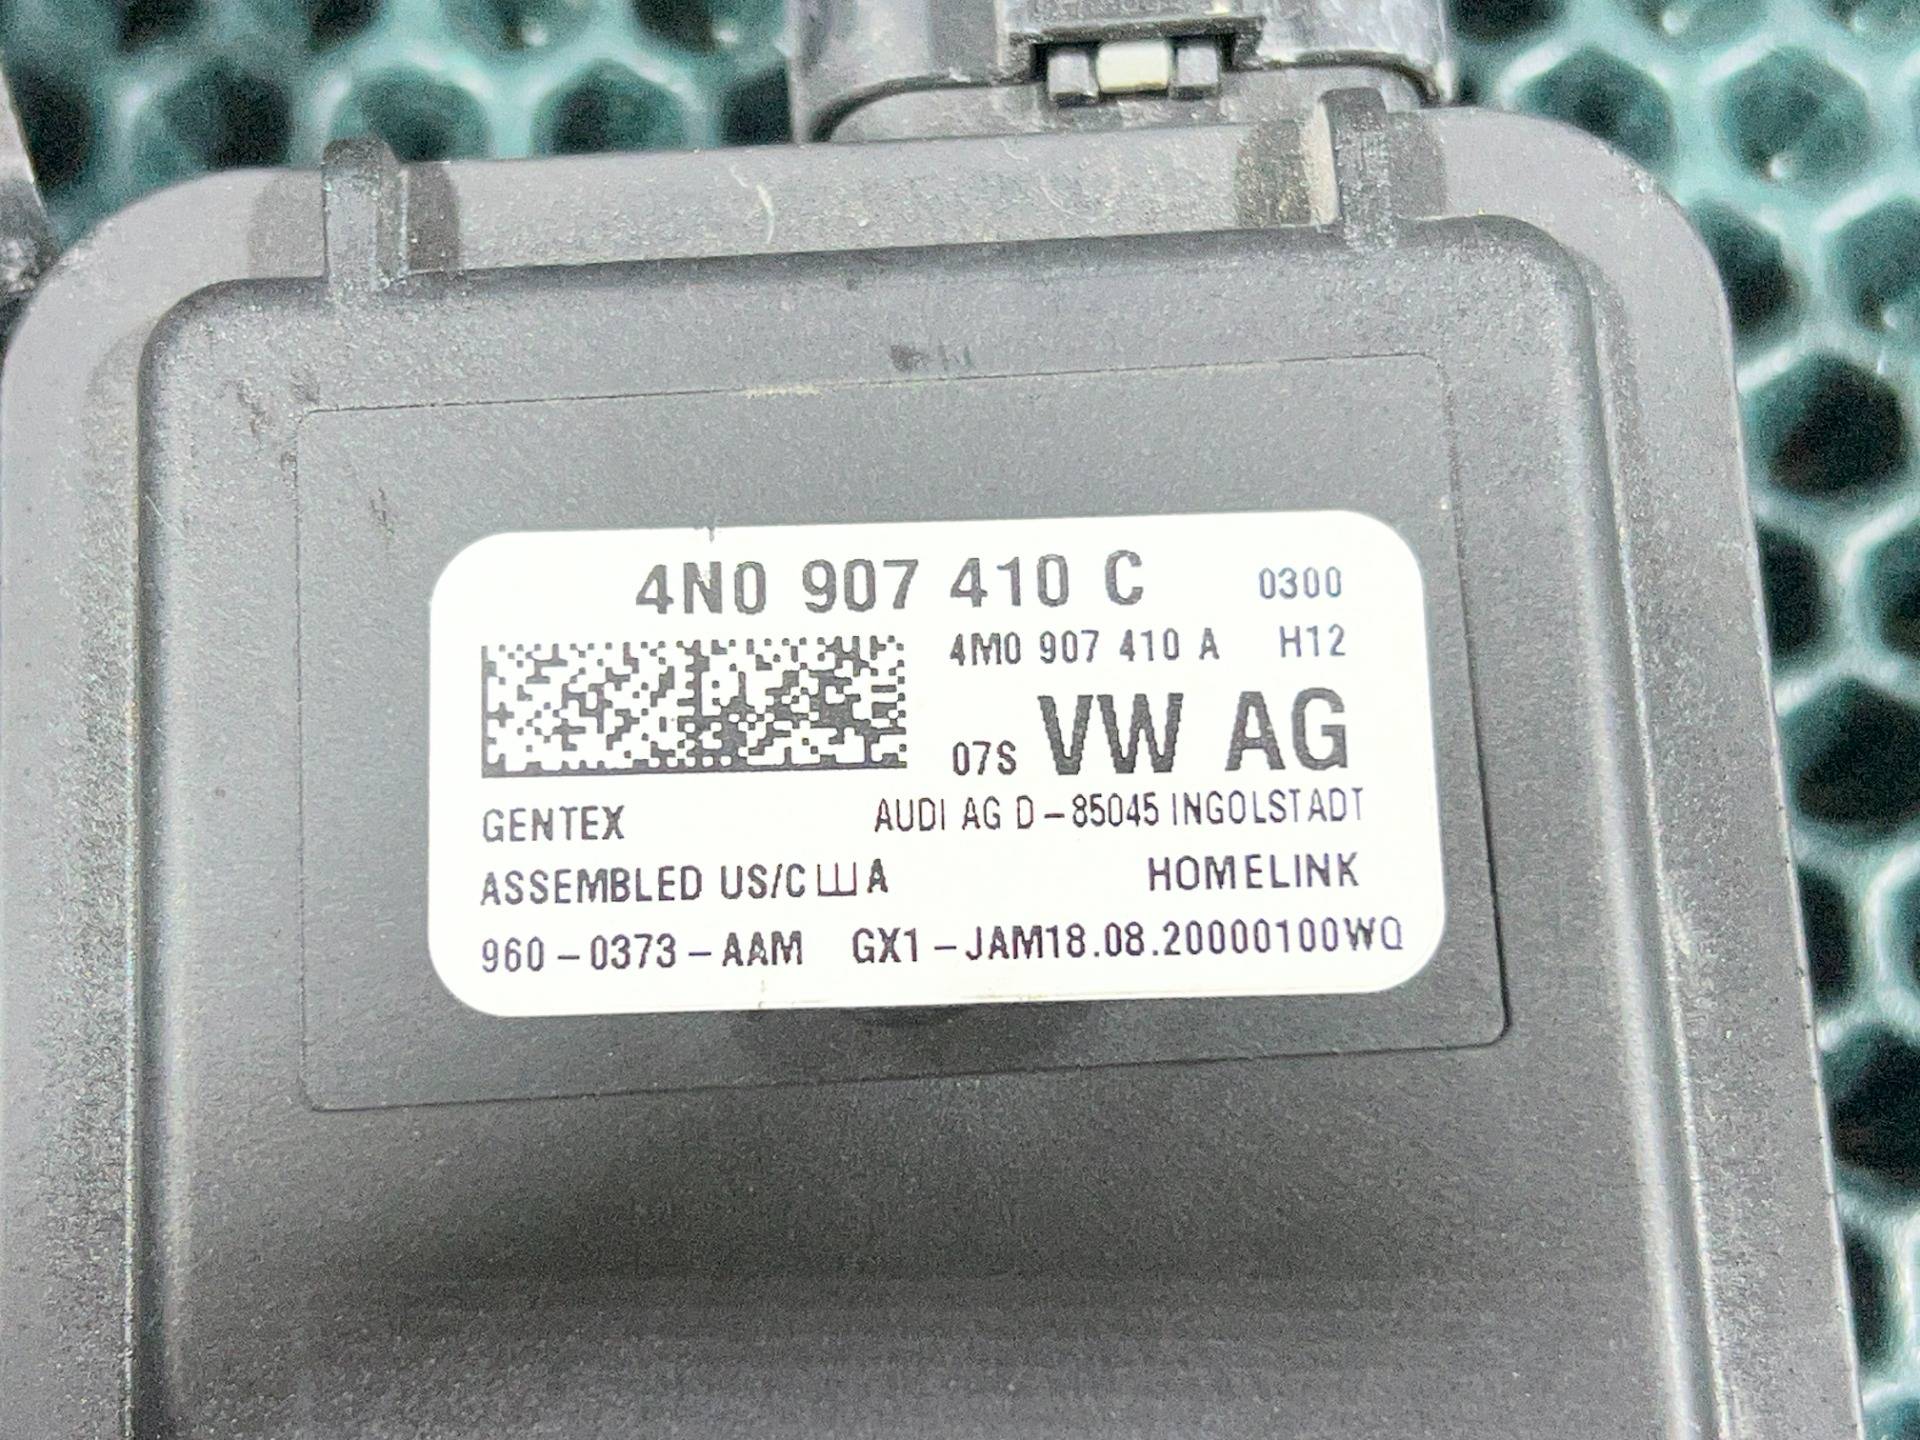 4N0 907 410 C 0300
4M0 907 410 A H12
07S VW AG
GENTEX AUDI AG D-85045 INGOLSTADT
ASSEMBLED US/CШA HOMELINK
960-0373-AAM GX1-JAM18.08.20000100WQ